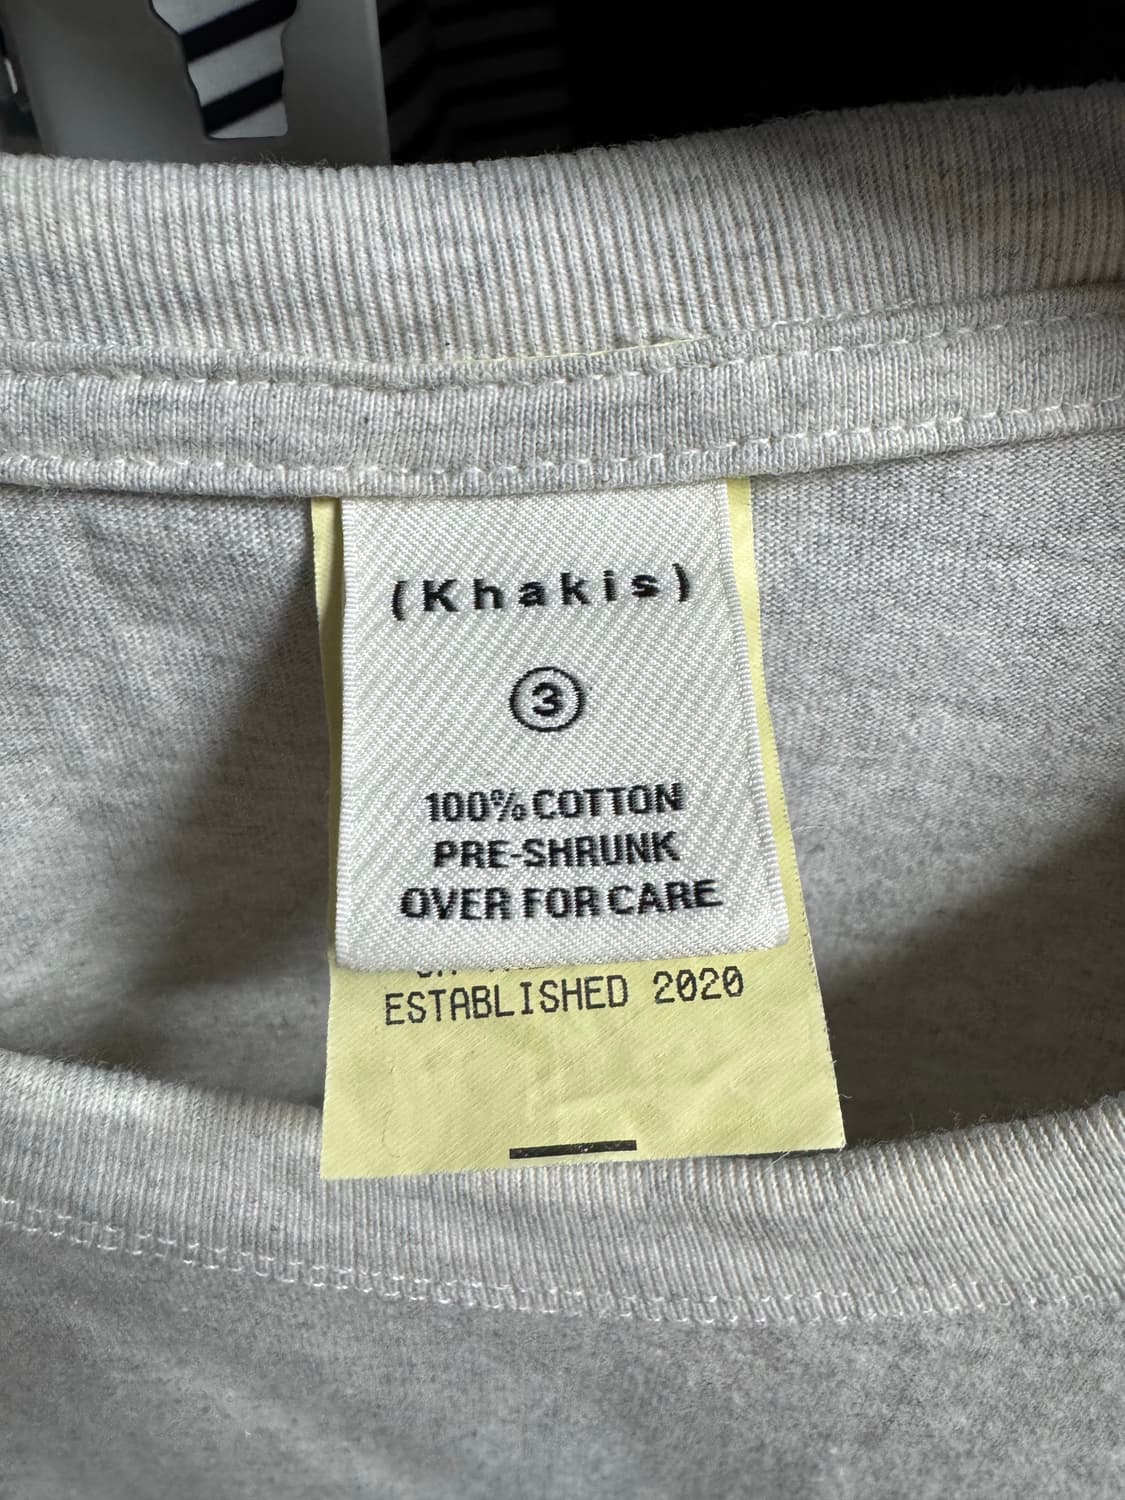 (Khakis)
3
100% COTTON
PRE-SHRUNK
OVER FOR CARE
ESTABLISHED 2020